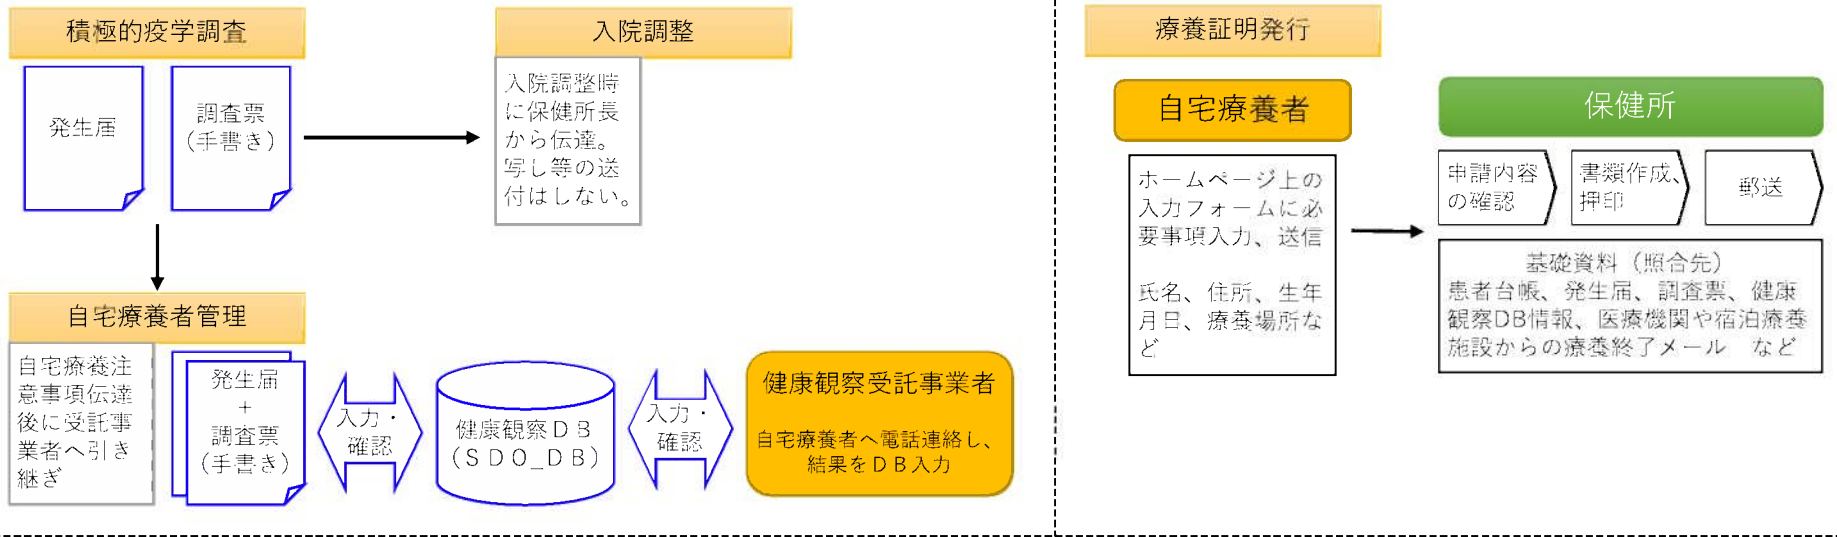 積極的疫学調査
発生届
調査票
（手書き）
入院調整
入院調整時
に保健所長
から伝達。
写し等の送
付はしない。
自宅療養者管理
自宅療養注
意事項伝達
後に受託事
業者へ引き
継ぎ
発生届
+
調査票
（手書き）
入力・
確認
健康観察ＤＢ
（ＳＤＯ_ＤＢ）
入力・
確認
健康観察受託事業者
自宅療養者へ電話連絡し、
結果をＤＢ入力
療養証明発行
自宅療養者
ホームページ上の
入力フォームに必
要事項入力、送信
氏名、住所、生年
月日、療養場所な
ど
保健所
申請内容
の確認
書類作成、
押印
郵送
基礎資料（照合先）
患者台帳、発生届、調査票、健康
観察DB情報、医療機関や宿泊療養
施設からの療養終了メール　など